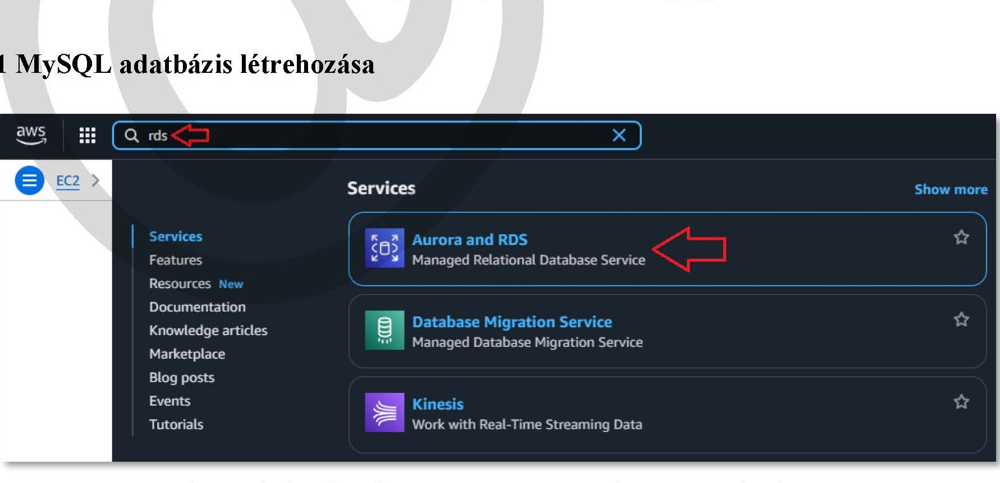 1 MySQL adatbázis létrehozása
aws
rds
EC2
Services
Show more
Services
Features
Resources New
Documentation
Knowledge articles
Marketplace
Blog posts
Events
Tutorials
Aurora and RDS
Managed Relational Database Service
Database Migration Service
Managed Database Migration Service
Kinesis
Work with Real-Time Streaming Data